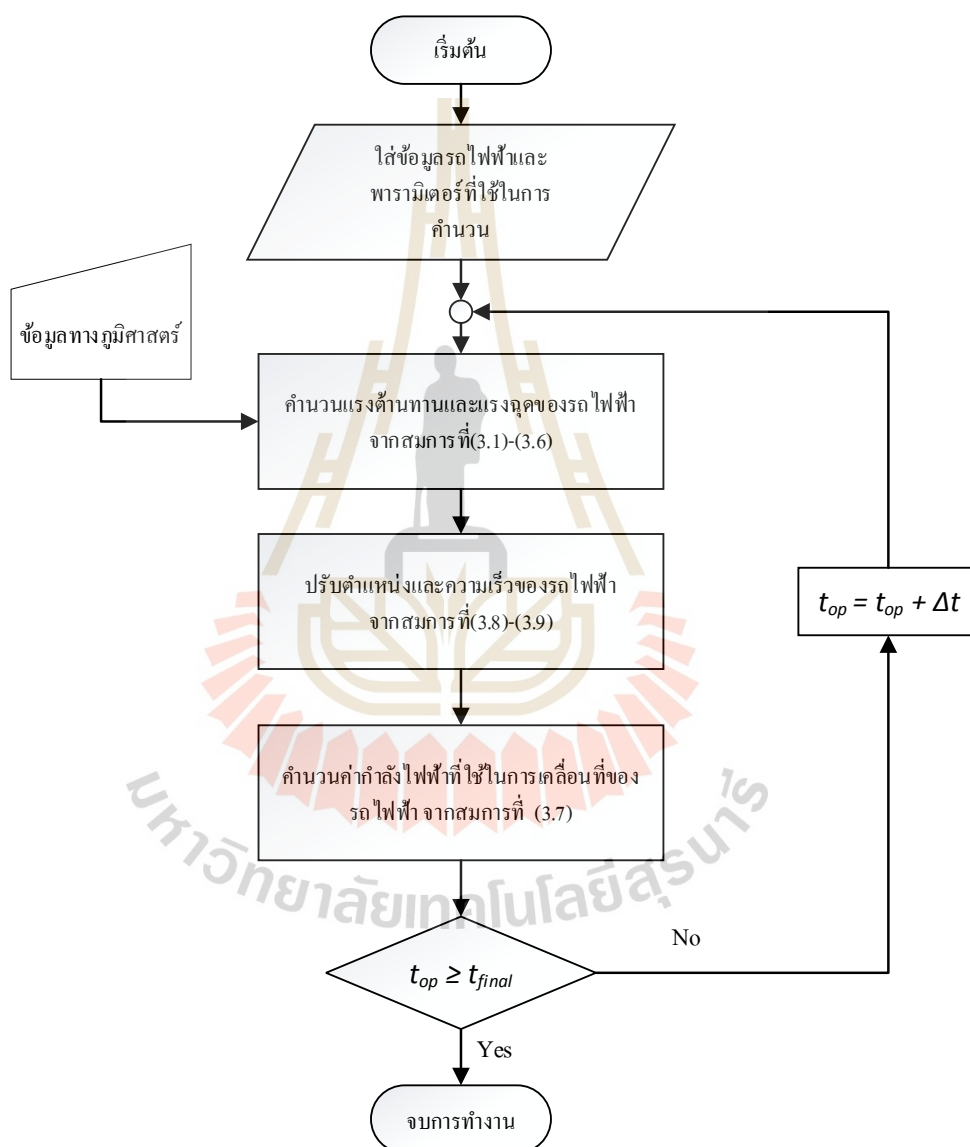 เริ่มต้น
ใส่ข้อมูลรถไฟฟ้าและ
พารามิเตอร์ที่ใช้ในการ
คำนวน
ข้อมูลทางภูมิศาสตร์
คำนวนแรงต้านทานและแรงฉุดของรถไฟฟ้า
จากสมการที่(3.1)-(3.6)
ปรับตำแหน่งและความเร็วของรถไฟฟ้า
จากสมการที่(3.8)-(3.9)
t_op = t_op + Δt
คำนวนค่ากำลังไฟฟ้าที่ใช้ในการเคลื่อนที่ของ
รถไฟฟ้า จากสมการที่ (3.7)
มหาวิทยาลัยเทคโนโลยีสุรนารี
t_op ≥ t_final
No
Yes
จบการทำงาน